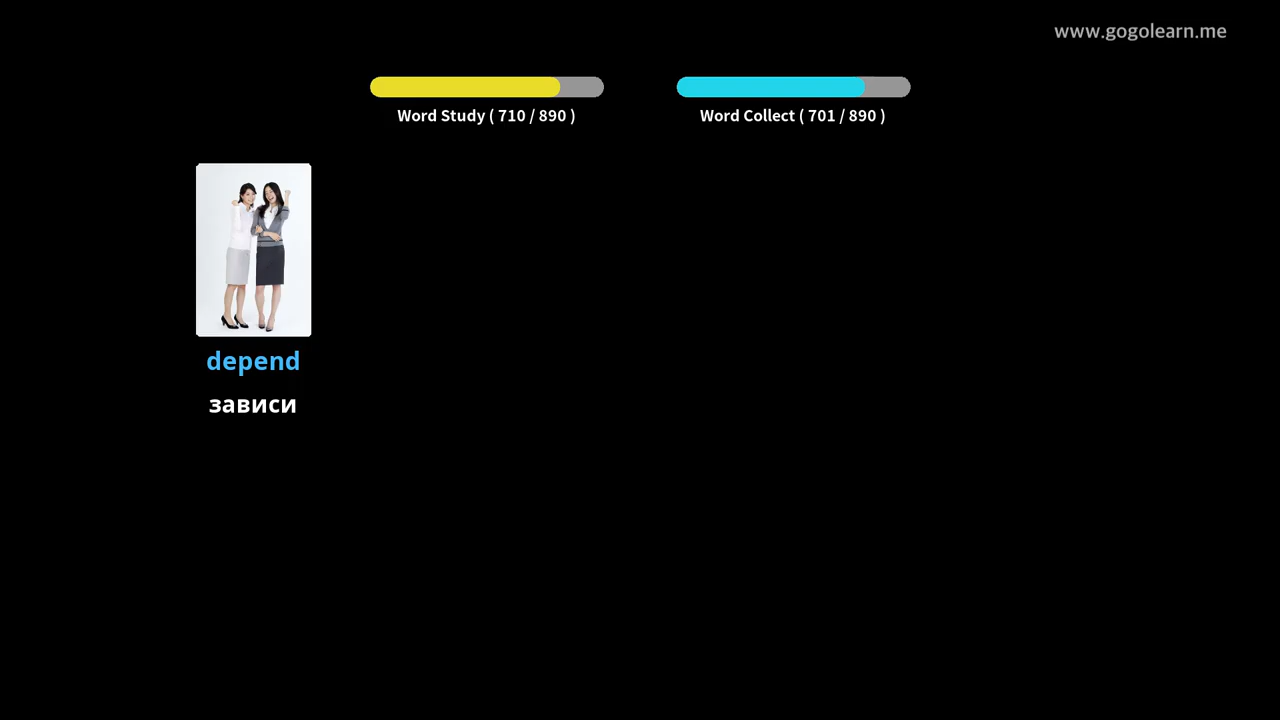 www.gogolearn.me
Word Study ( 710 / 890 )
Word Collect ( 701 / 890 )
depend
зависи